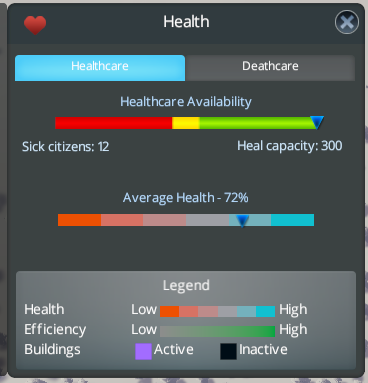 Health
Healthcare Deathcare
Healthcare Availability
Sick citizens: 12 Heal capacity: 300
Average Health - 72%
Legend
Health Low High
Efficiency Low High
Buildings Active Inactive